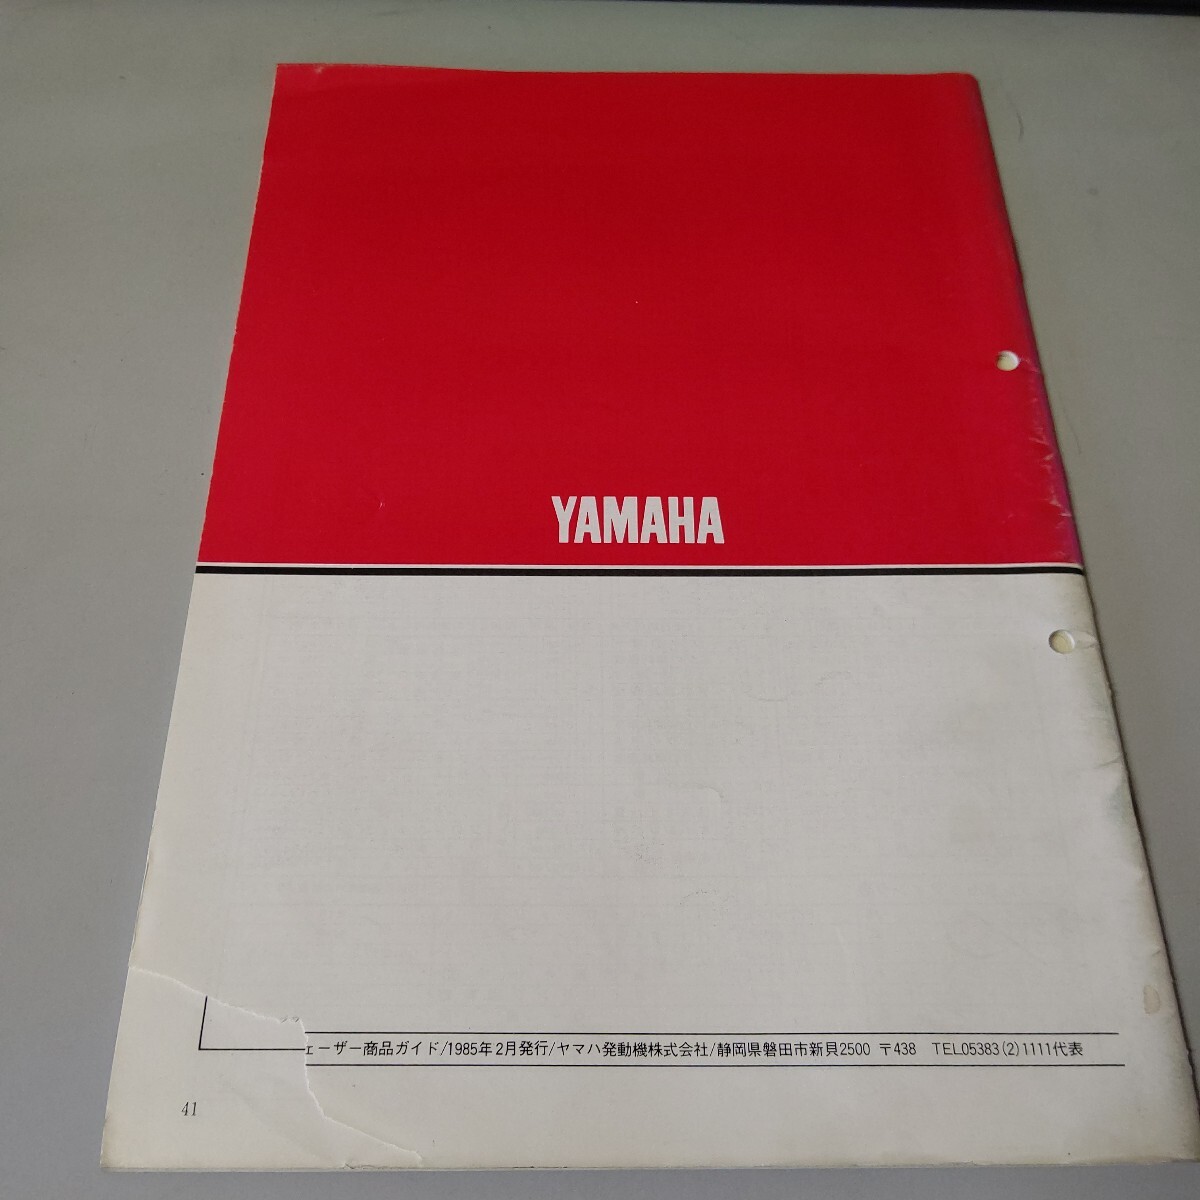 YAMAHA
ェーザー商品ガイド/1985年2月発行/ヤマハ発動機株式会社/静岡県磐田市新貝2500 〒438 TEL05383(2)1111代表
41